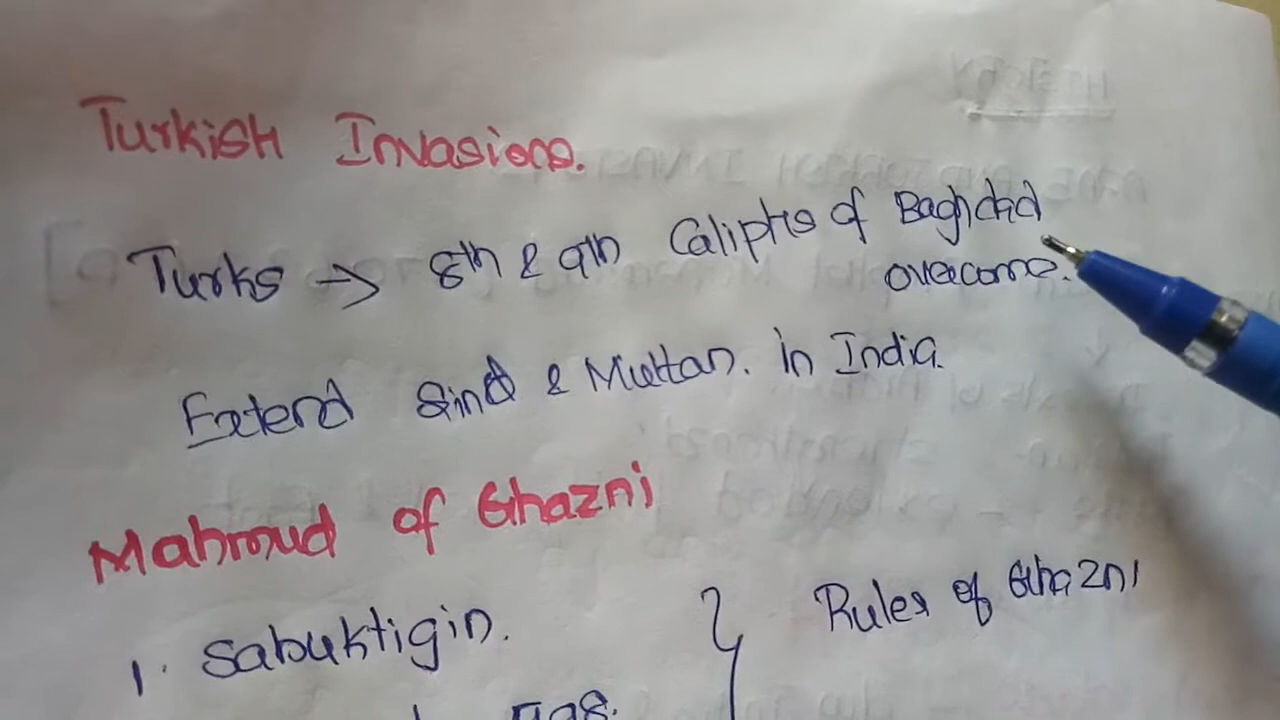 Turkish Invasions.
Turks → 8th & 9th Caliphs of Baghdad
overcome.
Extend Sind & Multan. in India.
Mahmud of Ghazni
1. Sabuktigin.
Ruler of Ghazni